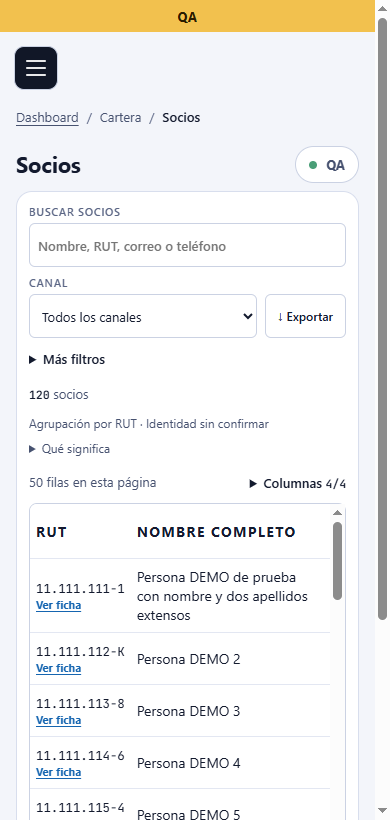 QA
Dashboard / Cartera / Socios
Socios
QA
BUSCAR SOCIOS
Nombre, RUT, correo o teléfono
CANAL
Todos los canales
↓ Exportar
▶ Más filtros
120 socios
Agrupación por RUT · Identidad sin confirmar
▶ Qué significa
50 filas en esta página
▶ Columnas 4/4
RUT NOMBRE COMPLETO
11.111.111-1
Ver ficha
Persona DEMO de prueba
con nombre y dos apellidos
extensos
11.111.112-K
Ver ficha
Persona DEMO 2
11.111.113-8
Ver ficha
Persona DEMO 3
11.111.114-6
Ver ficha
Persona DEMO 4
11.111.115-4
Persona DEMO 5